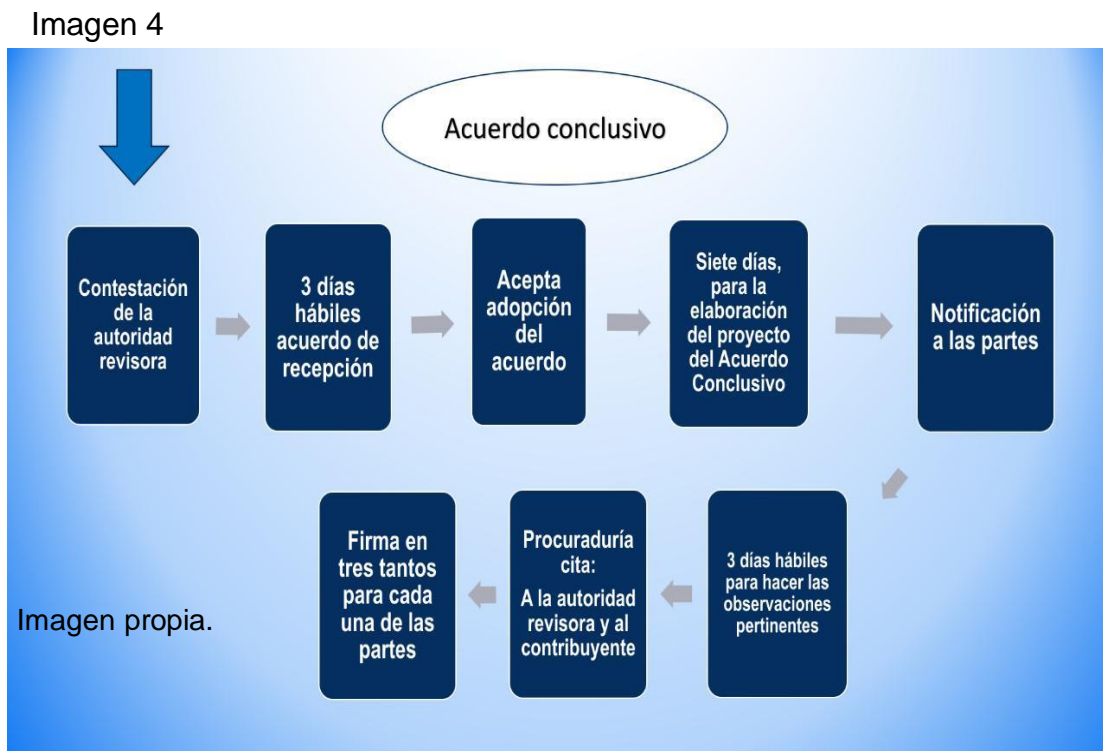 Imagen 4
Acuerdo conclusivo
Contestación
de la
autoridad
revisora
3 días
hábiles
acuerdo de
recepción
Acepta
adopción
del
acuerdo
Siete días,
para la
elaboración
del proyecto
del Acuerdo
Conclusivo
Notificación
a las partes
3 días hábiles
para hacer las
observaciones
pertinentes
Procuraduría
cita:
A la autoridad
revisora y al
contribuyente
Firma en
tres tantos
para cada
una de las
partes
Imagen propia.